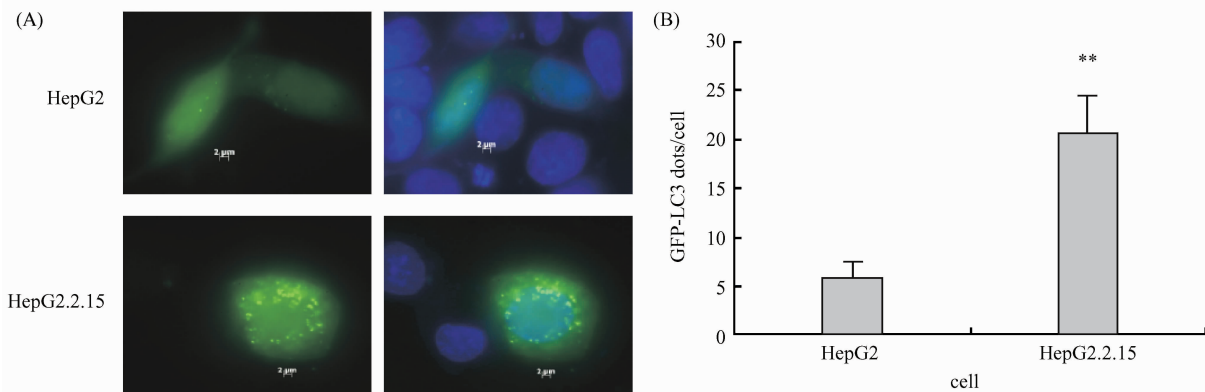 (A)
HepG2
2 μm
2 μm
HepG2.2.15
2 μm
2 μm
(B)
GFP-LC3 dots/cell
30
25
20
15
10
5
0
**
HepG2
HepG2.2.15
cell